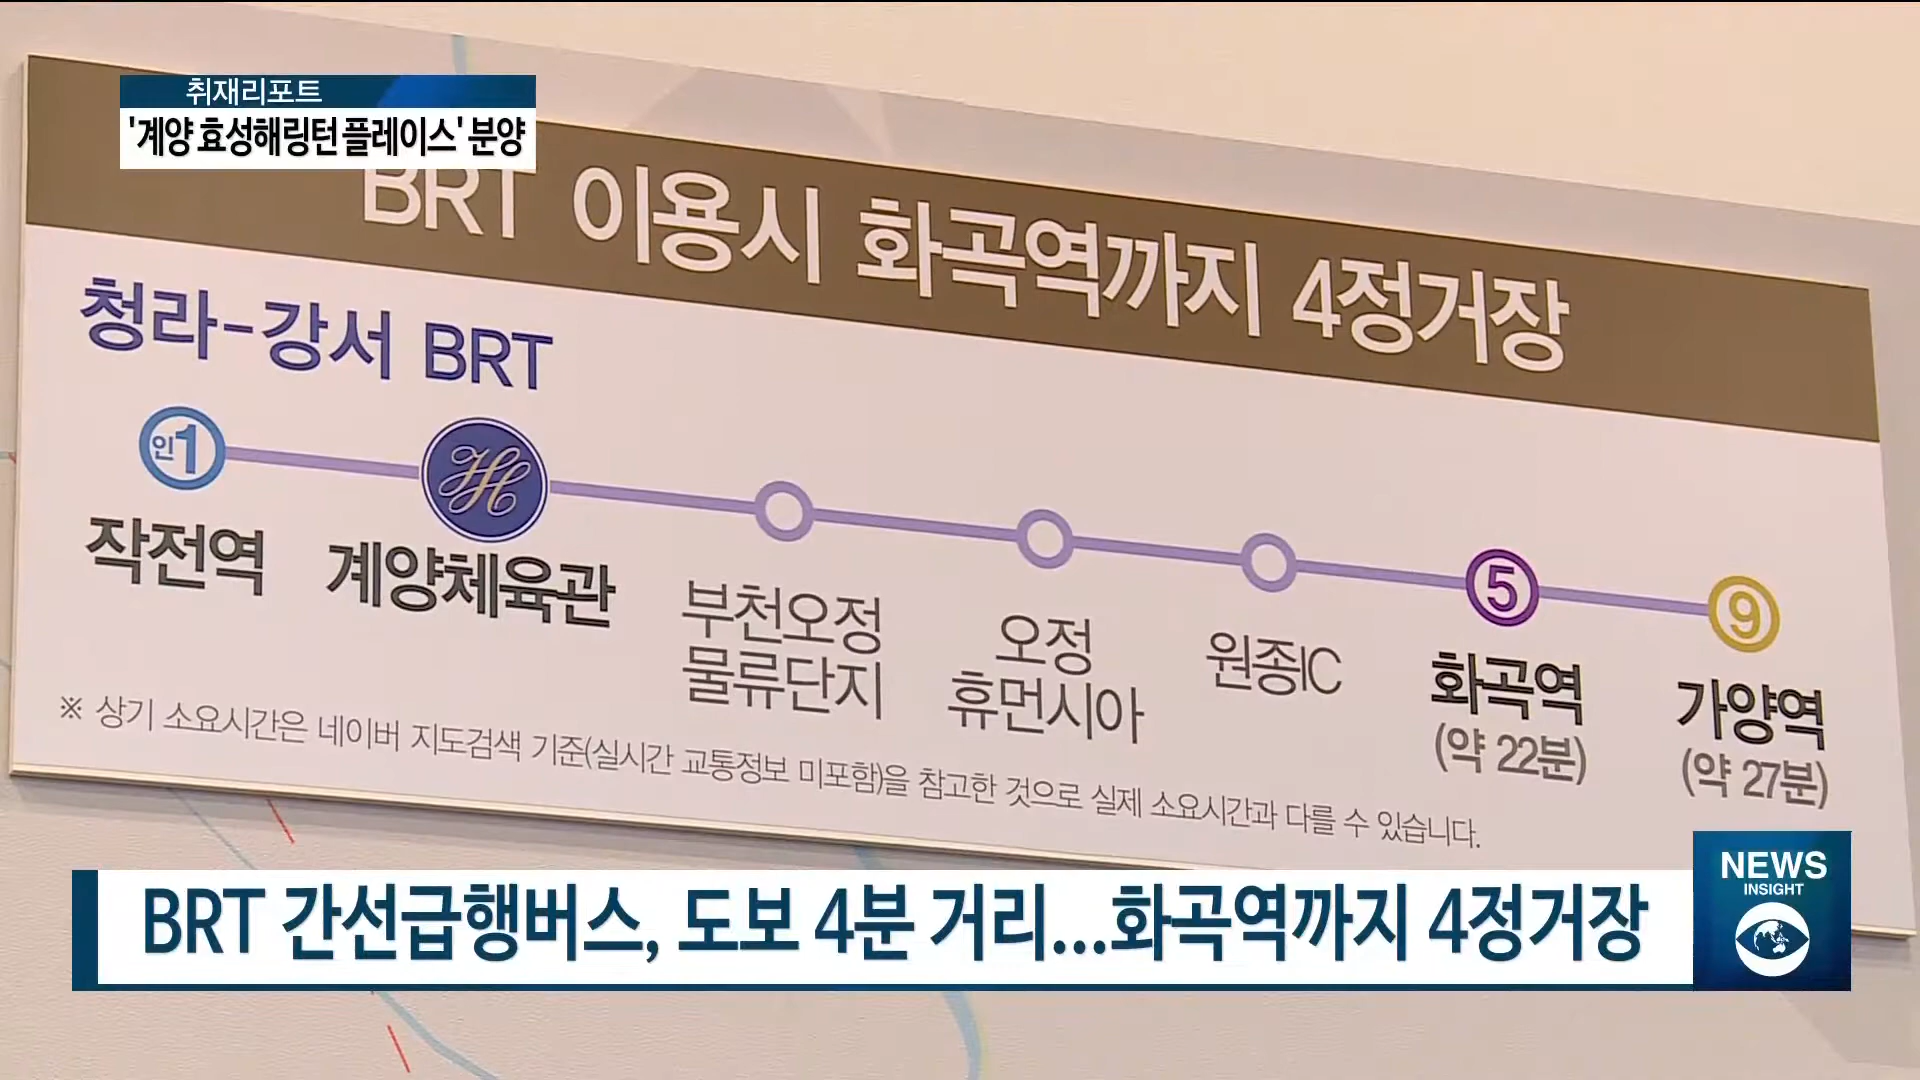 취재리포트
'계양 효성해링턴 플레이스' 분양
BRT 이용시 화곡역까지 4정거장
청라-강서 BRT
인1
H
5
9
작전역
계양체육관
부천오정
물류단지
오정
휴먼시아
원종IC
화곡역
(약 22분)
가양역
(약 27분)
※ 상기 소요시간은 네이버 지도검색 기준(실시간 교통정보 미포함)을 참고한 것으로 실제 소요시간과 다를 수 있습니다.
BRT 간선급행버스, 도보 4분 거리...화곡역까지 4정거장
NEWS
INSIGHT